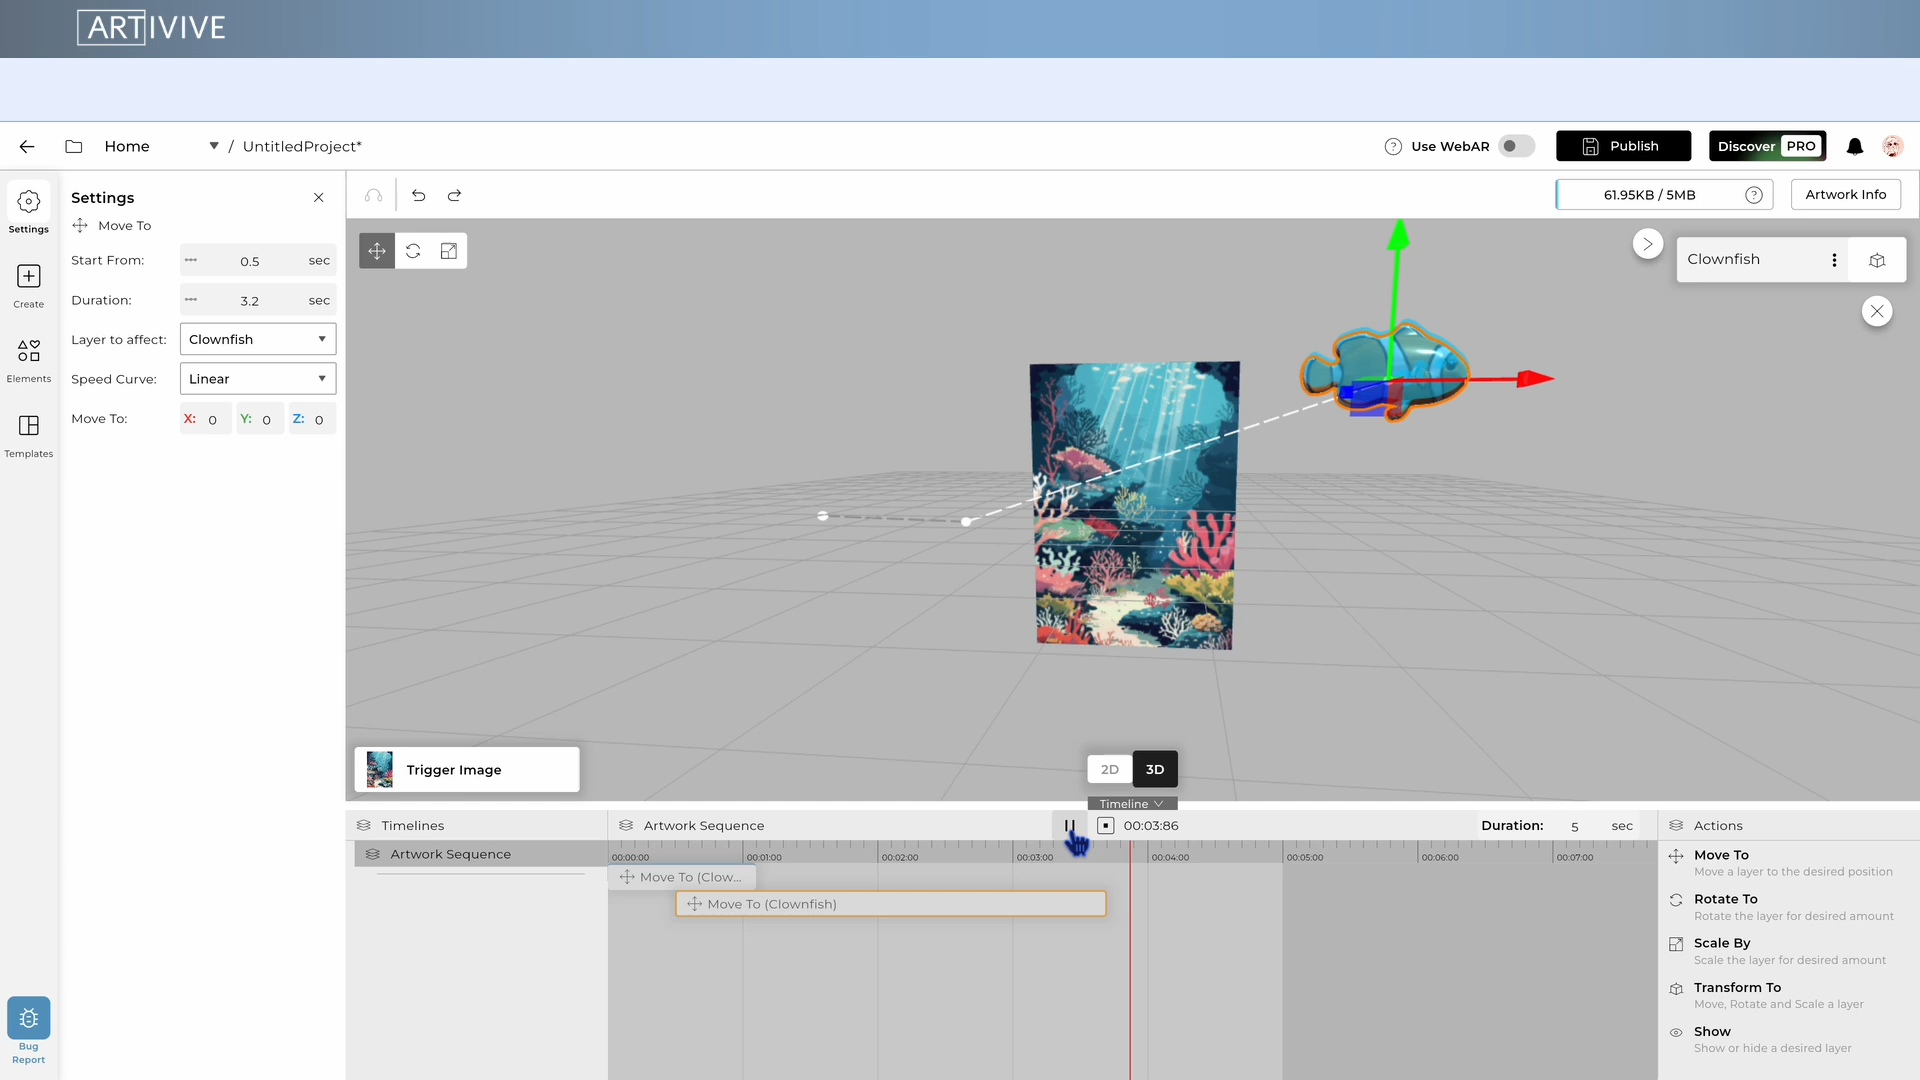 ARTIVIVE
Home / UntitledProject*
Use WebAR
Publish
Discover PRO
Settings
Move To
Start From: 0.5 sec
Duration: 3.2 sec
Layer to affect: Clownfish
Speed Curve: Linear
Move To: X: 0 Y: 0 Z: 0
Settings
Create
Elements
Templates
Bug
Report
61.95KB / 5MB
Artwork Info
Clownfish
Trigger Image
2D 3D
Timeline
Timelines
Artwork Sequence
Artwork Sequence
00:03:86
Duration: 5 sec
00:00:00 00:01:00 00:02:00 00:03:00 00:04:00 00:05:00 00:06:00 00:07:00
Move To (Clow...
Move To (Clownfish)
Actions
Move To
Move a layer to the desired position
Rotate To
Rotate the layer for desired amount
Scale By
Scale the layer for desired amount
Transform To
Move, Rotate and Scale a layer
Show
Show or hide a desired layer